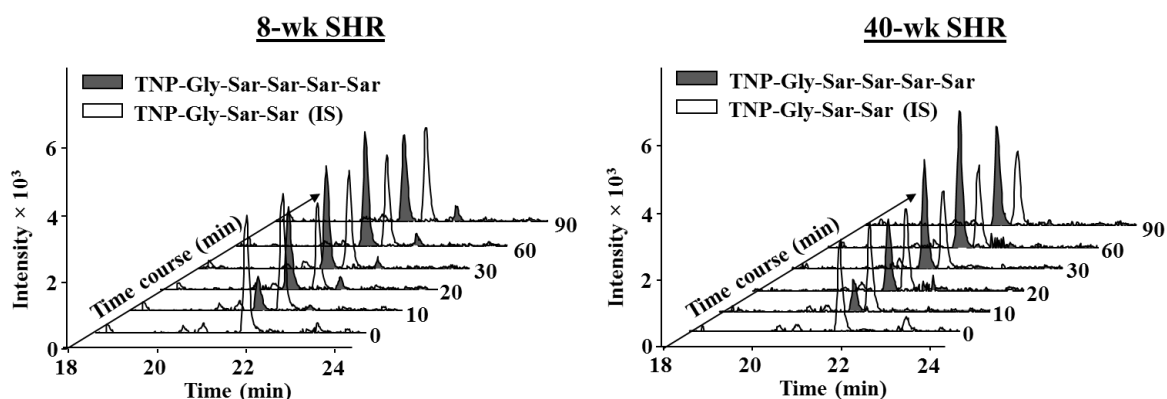 8-wk SHR
TNP-Gly-Sar-Sar-Sar-Sar
TNP-Gly-Sar-Sar (IS)
Intensity × 10³
6
4
2
0
Time course (min)
90
60
30
20
10
0
18
20
22
24
Time (min)
40-wk SHR
TNP-Gly-Sar-Sar-Sar-Sar
TNP-Gly-Sar-Sar (IS)
Intensity × 10³
6
4
2
0
Time course (min)
90
60
30
20
10
0
18
20
22
24
Time (min)